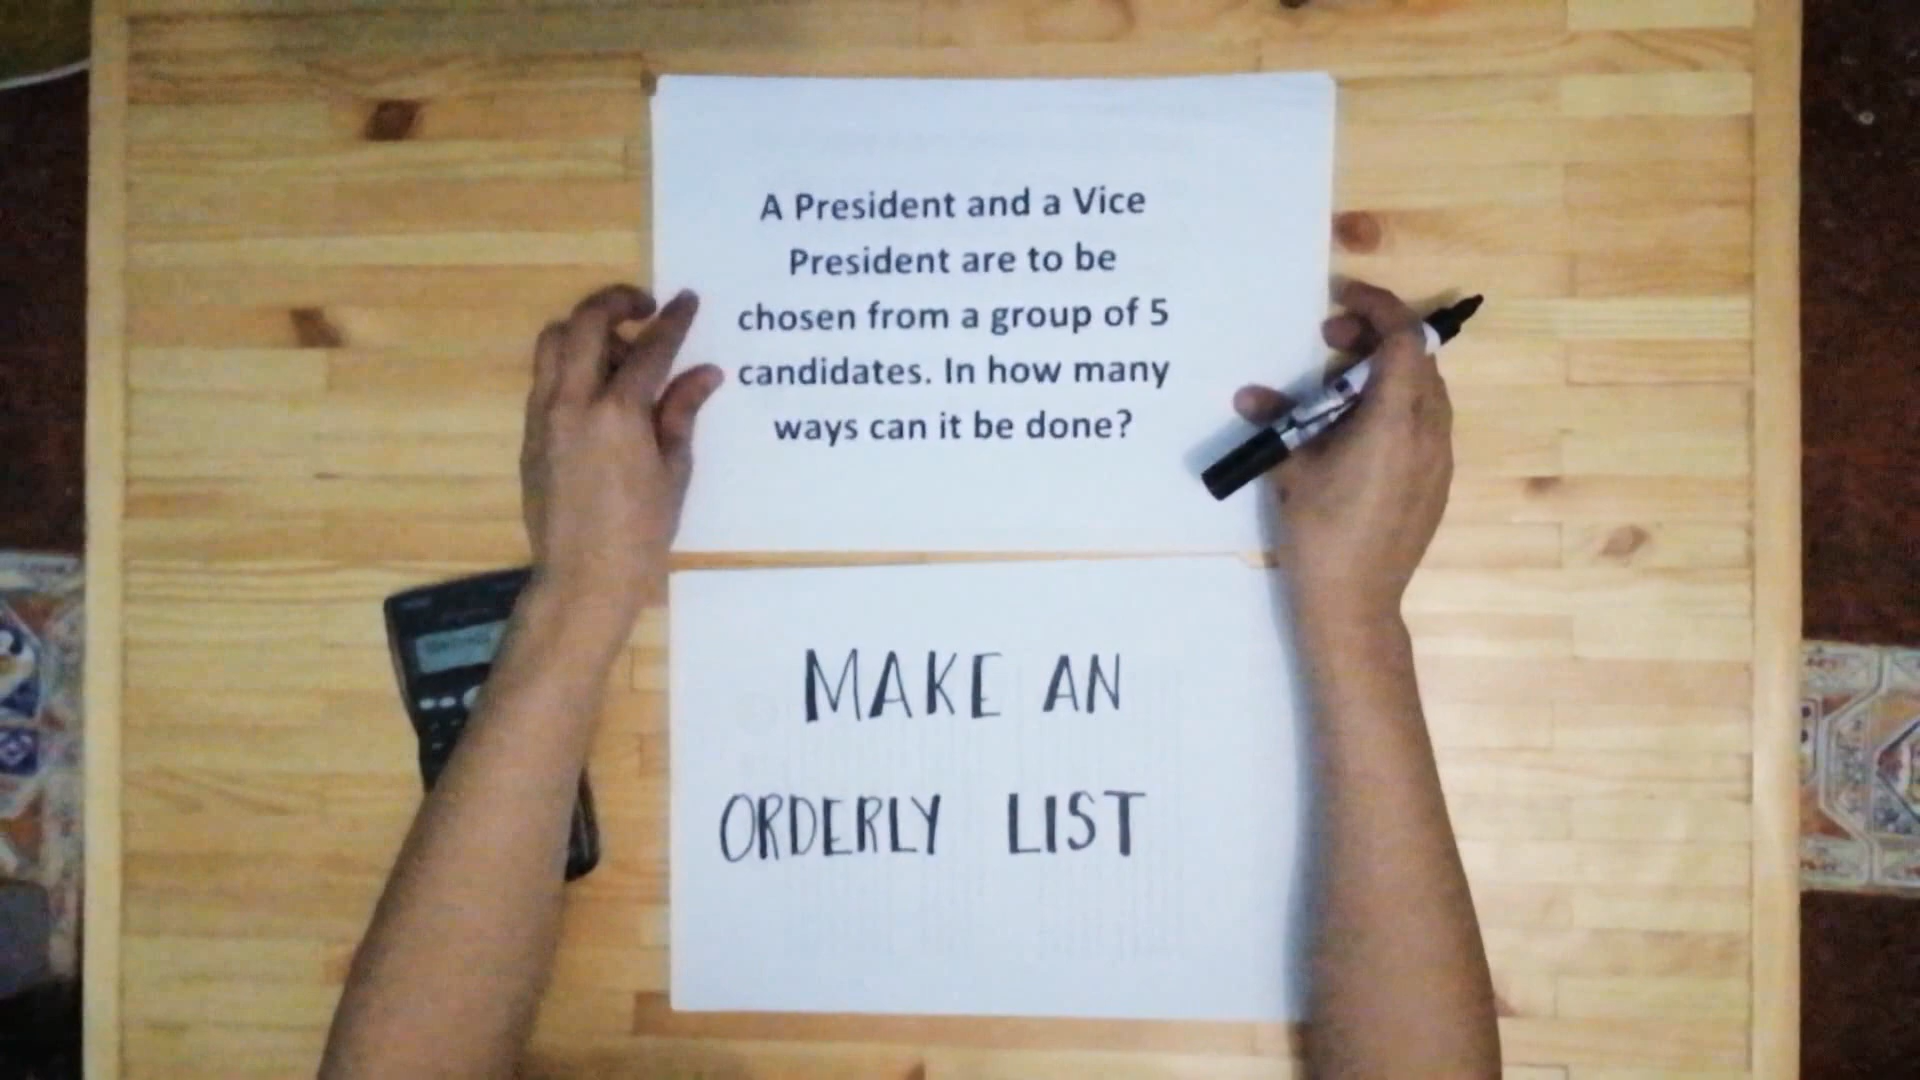 A President and a Vice
President are to be
chosen from a group of 5
candidates. In how many
ways can it be done?
MAKE AN
ORDERLY LIST